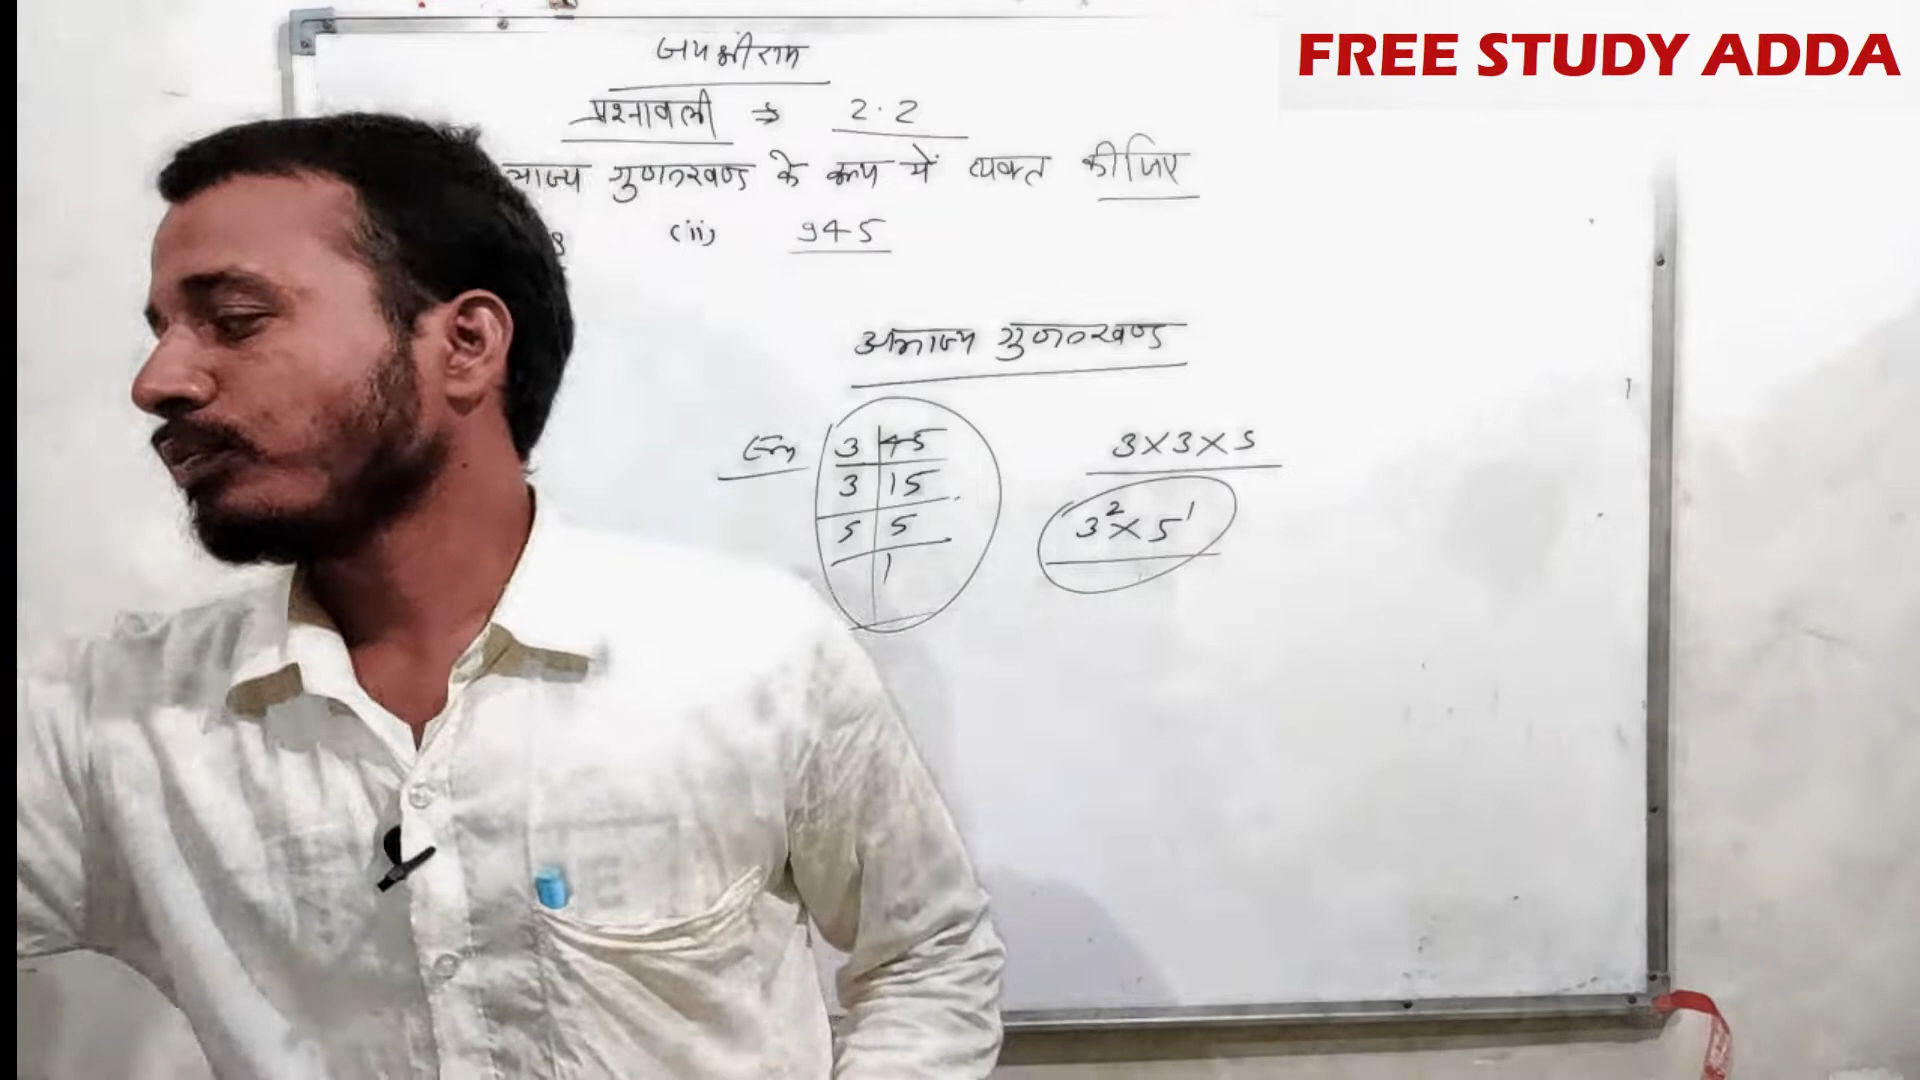 FREE STUDY ADDA
जय श्री राम
प्रश्नावली ⇒ 2.2
भाज्य गुणनखण्ड के रूप में व्यक्त कीजिए
8 (ii) 945
अभाज्य गुणनखण्ड
3 | 45 3×3×5
3 | 15
5 | 5 3² × 5¹
1